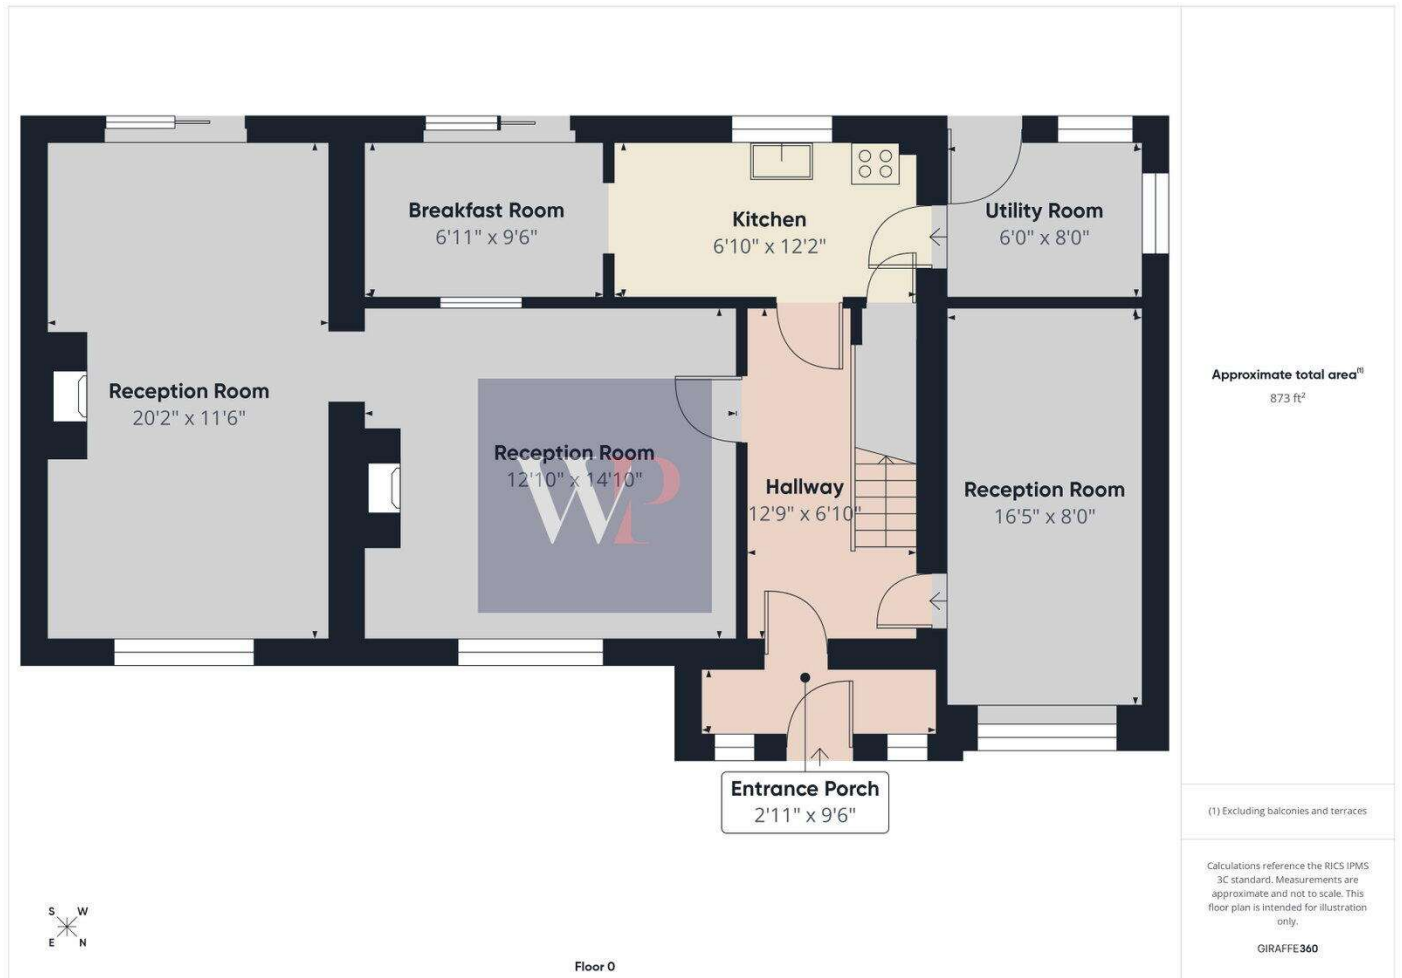 Breakfast Room
6'11" x 9'6"
Kitchen
6'10" x 12'2"
Utility Room
6'0" x 8'0"
Reception Room
20'2" x 11'6"
Reception Room
12'10" x 14'10"
WP
Hallway
12'9" x 6'10"
Reception Room
16'5" x 8'0"
Entrance Porch
2'11" x 9'6"
Approximate total area(1)
873 ft²
(1) Excluding balconies and terraces
Calculations reference the RICS IPMS
3C standard. Measurements are
approximate and not to scale. This
floor plan is intended for illustration
only.
GIRAFFE360
S W
E N
Floor 0